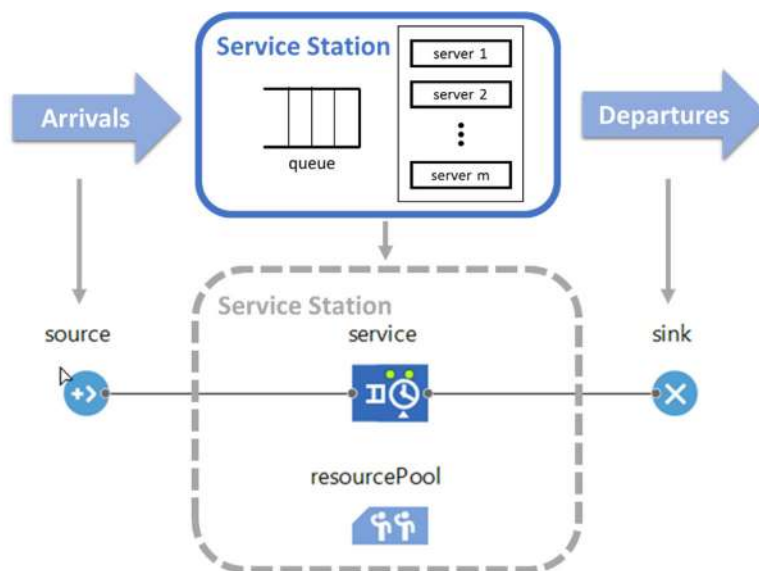 Service Station
server 1
Arrivals
server 2
Departures
queue
server m
Service Station
source
service
sink
resourcePool